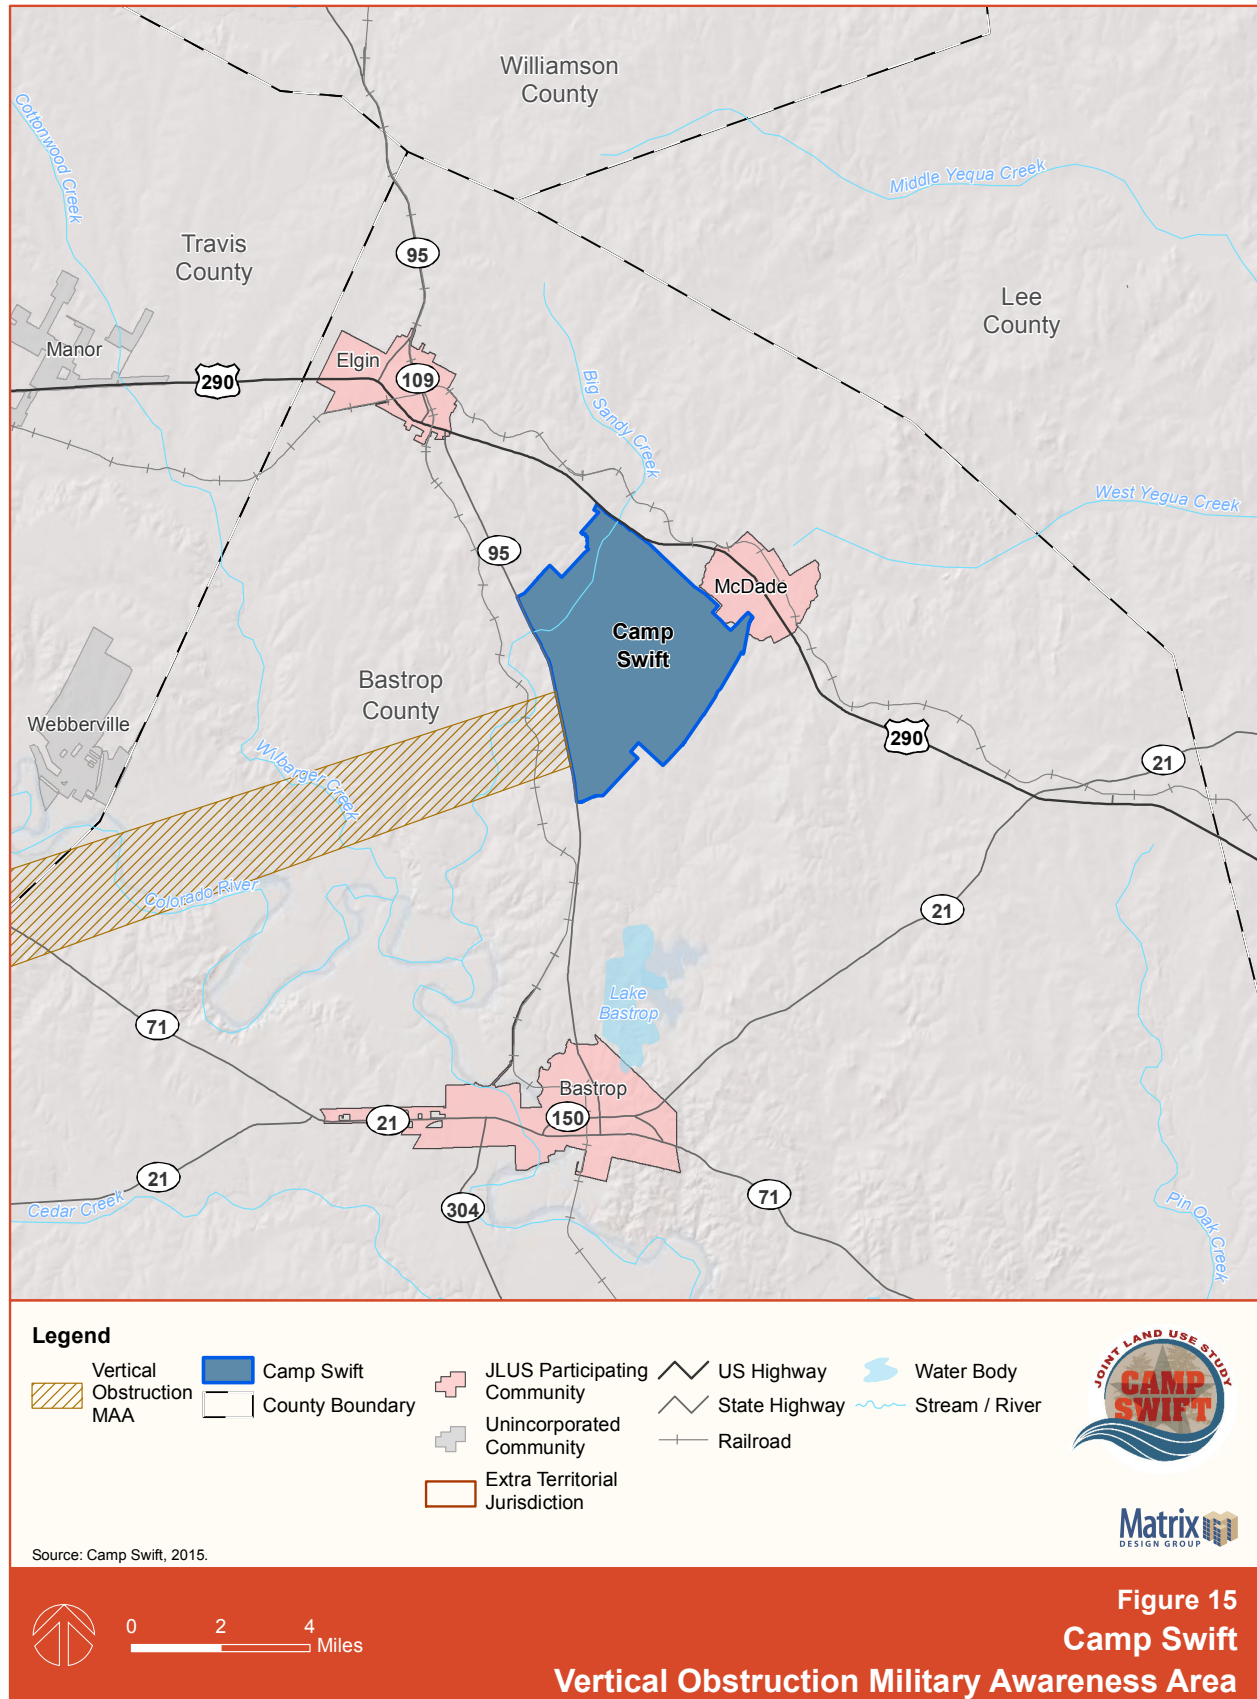 Williamson
County
Cottonwood Creek
Middle Yequa Creek
Travis
County
95
Lee
County
Manor
Elgin
290
109
Big Sandy Creek
West Yegua Creek
95
McDade
Camp
Swift
Bastrop
County
Webberville
290
21
Wilbarger Creek
Colorado River
21
Lake
Bastrop
71
Bastrop
150
21
21
71
304
Cedar Creek
Pin Oak Creek
Legend
Vertical
Obstruction
MAA
Camp Swift
County Boundary
JLUS Participating
Community
Unincorporated
Community
Extra Territorial
Jurisdiction
US Highway
State Highway
Railroad
Water Body
Stream / River
JOINT LAND USE STUDY
CAMP
SWIFT
Matrix
DESIGN GROUP
Source: Camp Swift, 2015.
0 2 4
Miles
Figure 15
Camp Swift
Vertical Obstruction Military Awareness Area